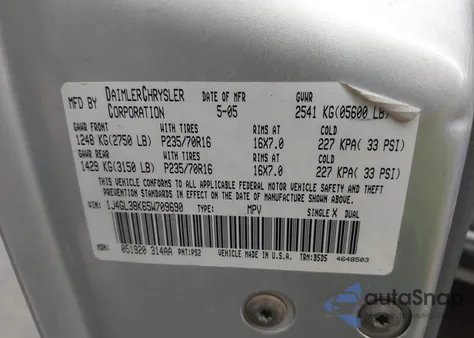 MFD BY DAIMLERCHRYSLER CORPORATION DATE OF MFR 5-05 GVWR 2541 KG(05600 LB)
GAWR FRONT WITH TIRES RIMS AT COLD
1248 KG(2750 LB) P235/70R16 16X7.0 227 KPA( 33 PSI)
GAWR REAR WITH TIRES RIMS AT COLD
1429 KG(3150 LB) P235/70R16 16X7.0 227 KPA( 33 PSI)
THIS VEHICLE CONFORMS TO ALL APPLICABLE FEDERAL MOTOR VEHICLE SAFETY AND THEFT
PREVENTION STANDARDS IN EFFECT ON THE DATE OF MANUFACTURE SHOWN ABOVE.
VIN: 1J4GL38K65W709690 TYPE: MPV SINGLE X DUAL
MDH: 051920 314AA PNT:PS2 VEHICLE MADE IN U.S.A. TRM:B5D5 4648503
autoSnap